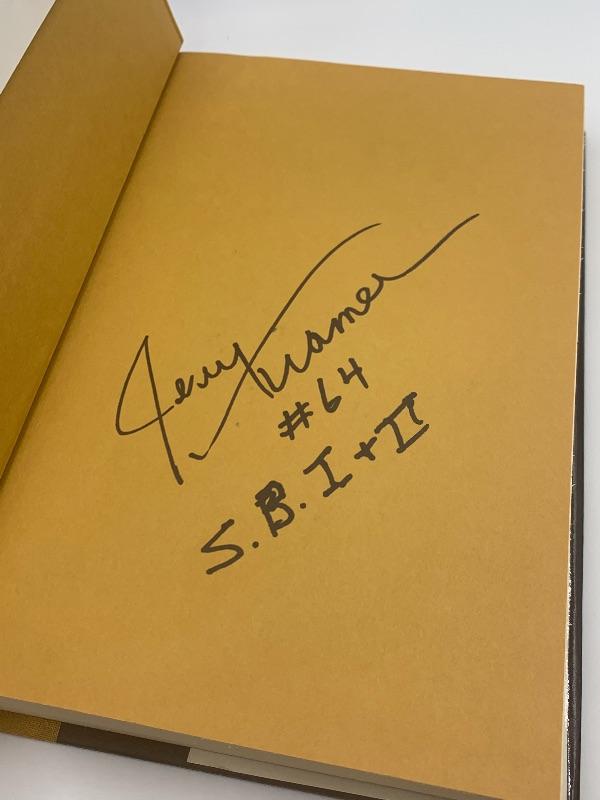 Jerry Kramer
#64
S.B. I + II